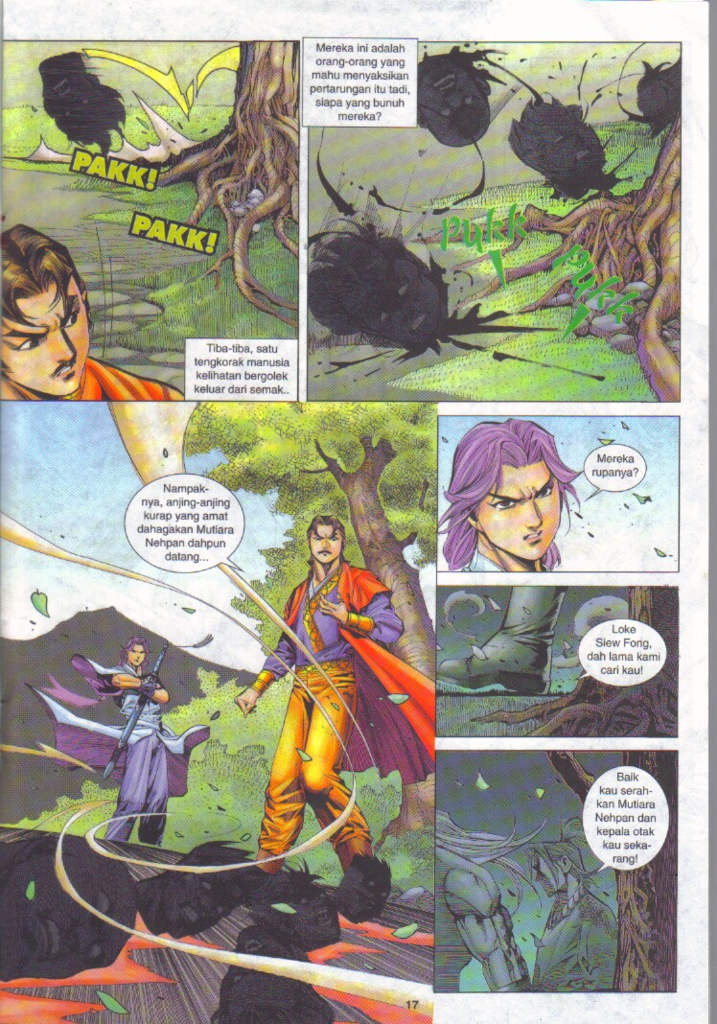 PAKK!
PAKK!
Tiba-tiba, satu
tengkorak manusia
kelihatan bergolek
keluar dari semak..
Mereka ini adalah
orang-orang yang
mahu menyaksikan
pertarungan itu tadi,
siapa yang bunuh
mereka?
PUKK
PUKK
Nampak-
nya, anjing-anjing
kurap yang amat
dahagakan Mutiara
Nehpan dahpun
datang...
Mereka
rupanya?
Loke
Siew Fong,
dah lama kami
cari kau!
Baik
kau serah-
kan Mutiara
Nehpan dan
kepala otak
kau seka-
rang!
17